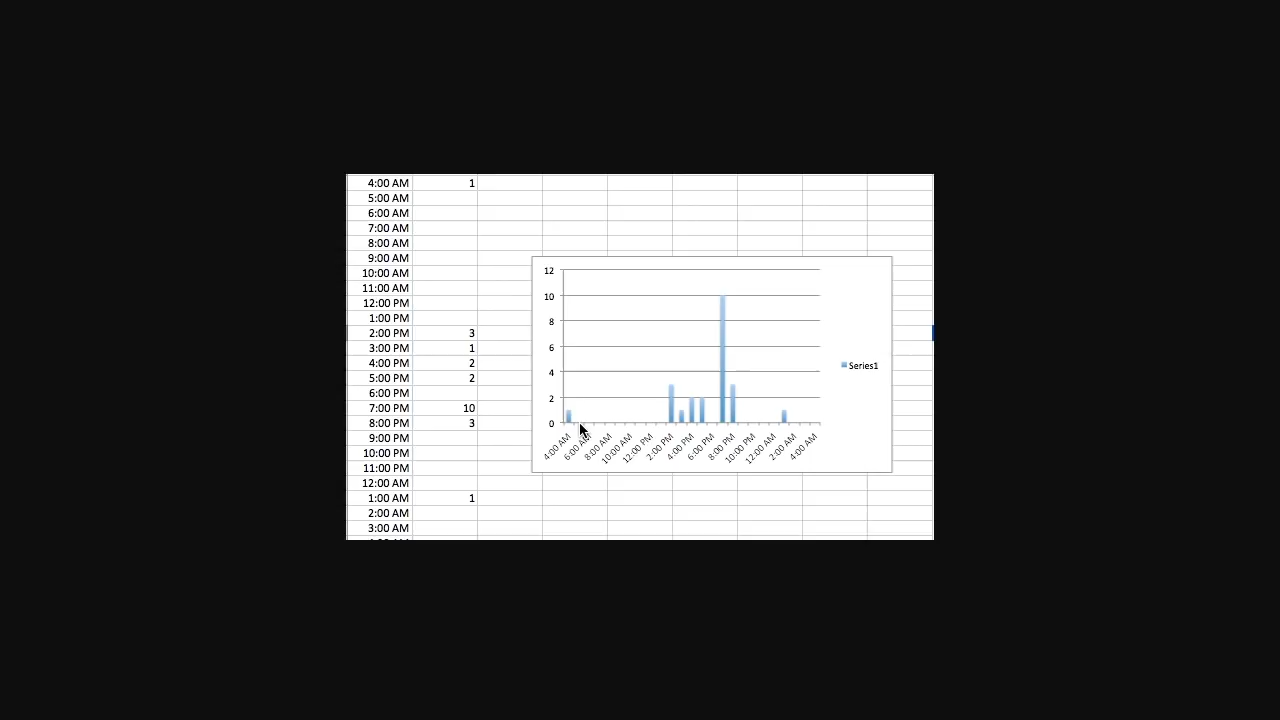 4:00 AM 1
5:00 AM
6:00 AM
7:00 AM
8:00 AM
9:00 AM
10:00 AM
11:00 AM
12:00 PM
1:00 PM
2:00 PM 3
3:00 PM 1
4:00 PM 2
5:00 PM 2
6:00 PM
7:00 PM 10
8:00 PM 3
9:00 PM
10:00 PM
11:00 PM
12:00 AM
1:00 AM 1
2:00 AM
3:00 AM
12
10
8
6
4
2
0
4:00 AM
6:00 AM
8:00 AM
10:00 AM
12:00 PM
2:00 PM
4:00 PM
6:00 PM
8:00 PM
10:00 PM
12:00 AM
2:00 AM
4:00 AM
Series1